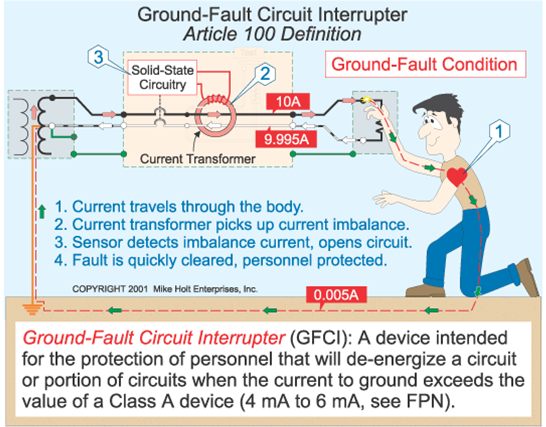 Ground-Fault Circuit Interrupter
Article 100 Definition
3
Solid-State
Circuitry
2
Ground-Fault Condition
10A
9.995A
1
Current Transformer
1. Current travels through the body.
2. Current transformer picks up current imbalance.
3. Sensor detects imbalance current, opens circuit.
4. Fault is quickly cleared, personnel protected.
COPYRIGHT 2001 Mike Holt Enterprises, Inc.
0.005A
Ground-Fault Circuit Interrupter (GFCI): A device intended
for the protection of personnel that will de-energize a circuit
or portion of circuits when the current to ground exceeds the
value of a Class A device (4 mA to 6 mA, see FPN).